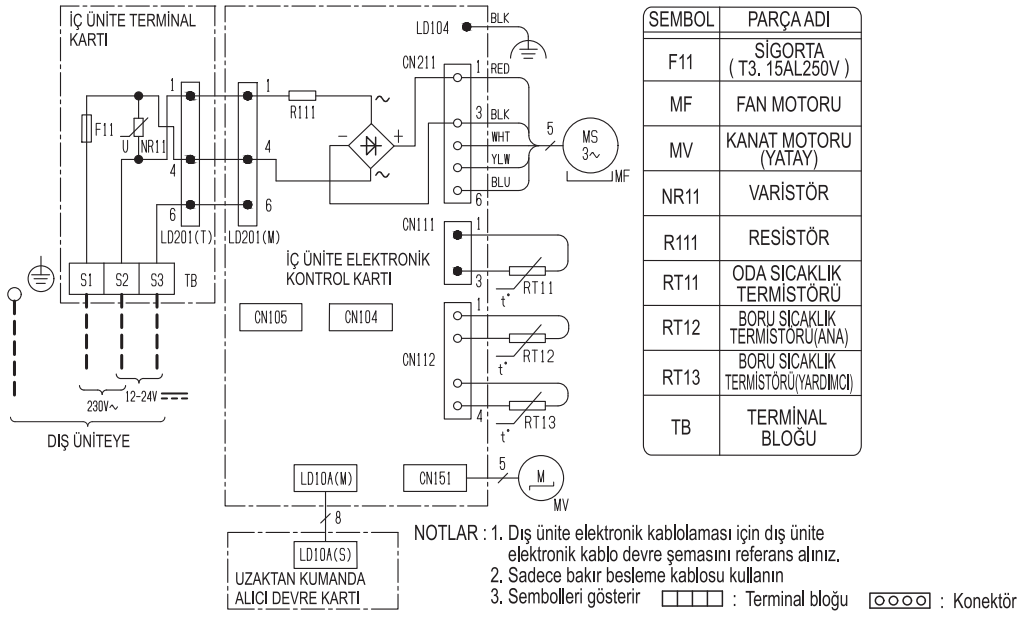 İÇ ÜNİTE TERMİNAL
KARTI
F11
U
NR11
1
4
6
LD201(T)
S1
S2
S3
TB
230V~
12-24V
DIŞ ÜNİTEYE
1
4
6
LD201(M)
R111
~
~
−
+
LD104
BLK
CN211
1
RED
3
BLK
WHT
YLW
BLU
6
5
MS
3~
MF
İÇ ÜNİTE ELEKTRONİK
KONTROL KARTI
CN111
1
3
t°
RT11
CN105
CN104
CN112
1
t°
RT12
4
t°
RT13
LD10A(M)
CN151
5
M
MV
8
LD10A(S)
UZAKTAN KUMANDA
ALICI DEVRE KARTI
SEMBOL PARÇA ADI
F11 SİGORTA
( T3. 15AL250V )
MF FAN MOTORU
MV KANAT MOTORU
(YATAY)
NR11 VARİSTÖR
R111 RESİSTÖR
RT11 ODA SICAKLIK
TERMİSTÖRÜ
RT12 BORU SICAKLIK
TERMİSTÖRÜ(ANA)
RT13 BORU SICAKLIK
TERMİSTÖRÜ(YARDIMCI)
TB TERMİNAL
BLOĞU
NOTLAR : 1. Dış ünite elektronik kablolaması için dış ünite
elektronik kablo devre şemasını referans alınız.
2. Sadece bakır besleme kablosu kullanın
3. Sembolleri gösterir : Terminal bloğu : Konektör